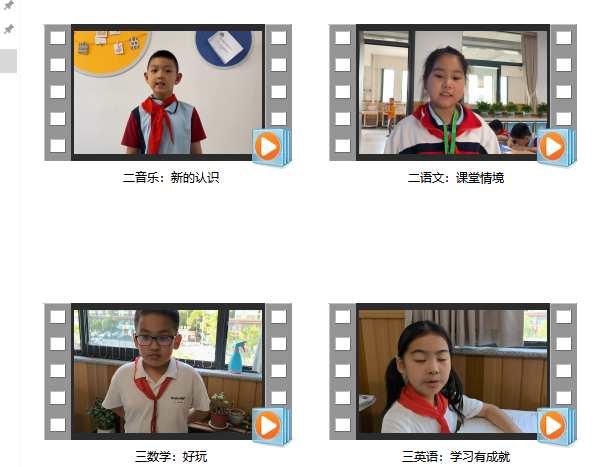 二音乐：新的认识
二语文：课堂情境
三数学：好玩
三英语：学习有成就